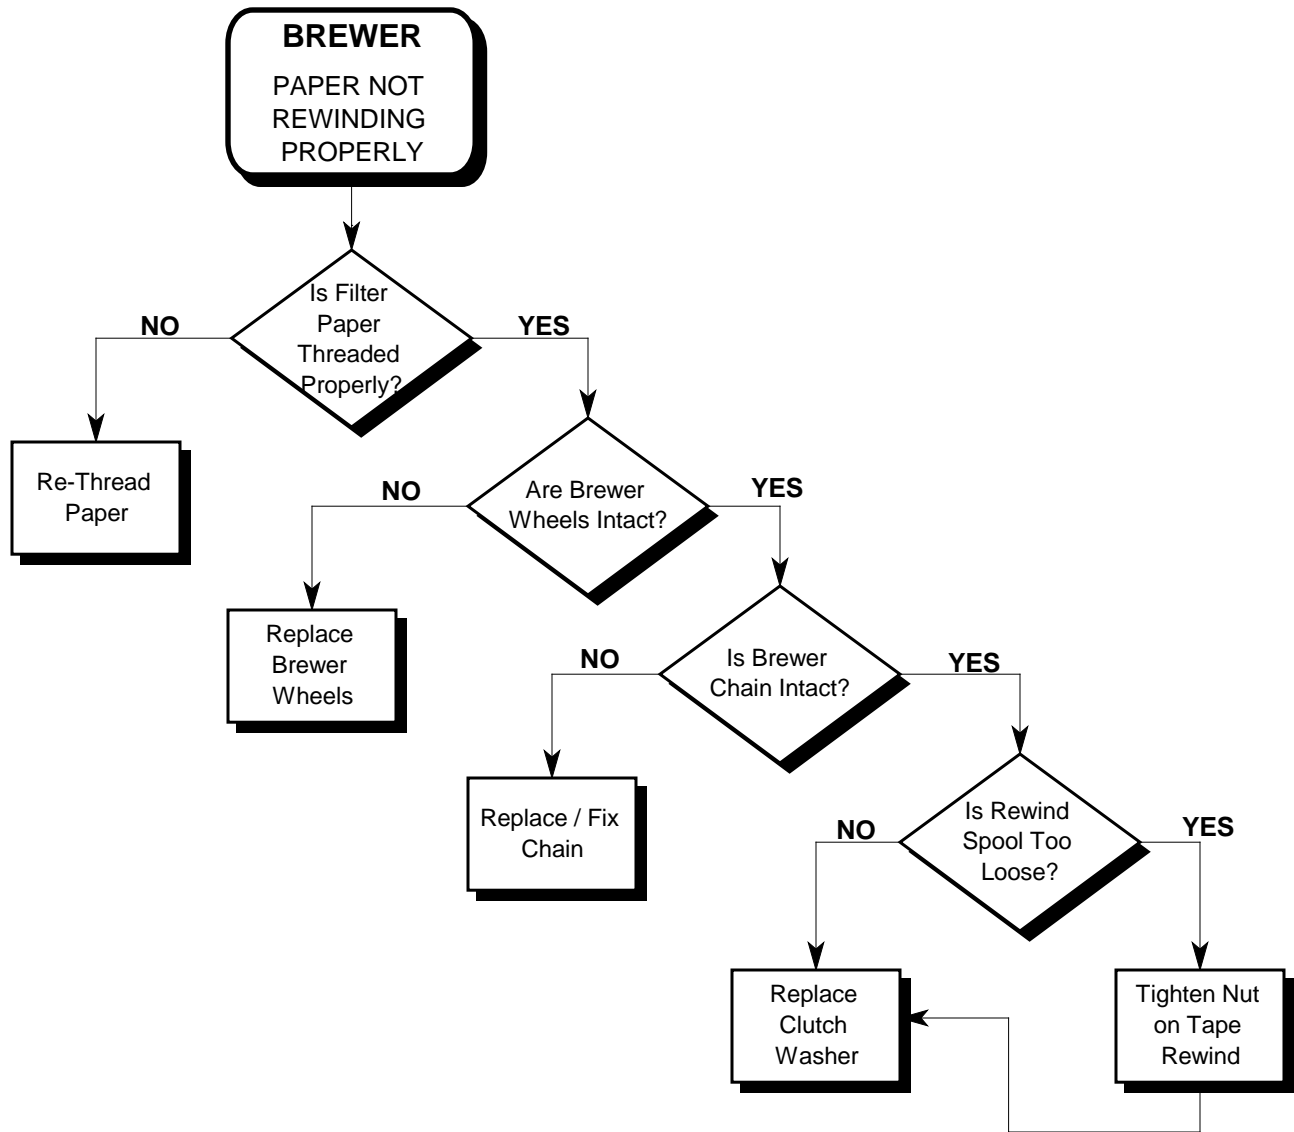 BREWER
PAPER NOT
REWINDING
PROPERLY
Is Filter
Paper
Threaded
Properly?
NO
YES
Re-Thread
Paper
Are Brewer
Wheels Intact?
NO
YES
Replace
Brewer
Wheels
Is Brewer
Chain Intact?
NO
YES
Replace / Fix
Chain
Is Rewind
Spool Too
Loose?
NO
YES
Replace
Clutch
Washer
Tighten Nut
on Tape
Rewind